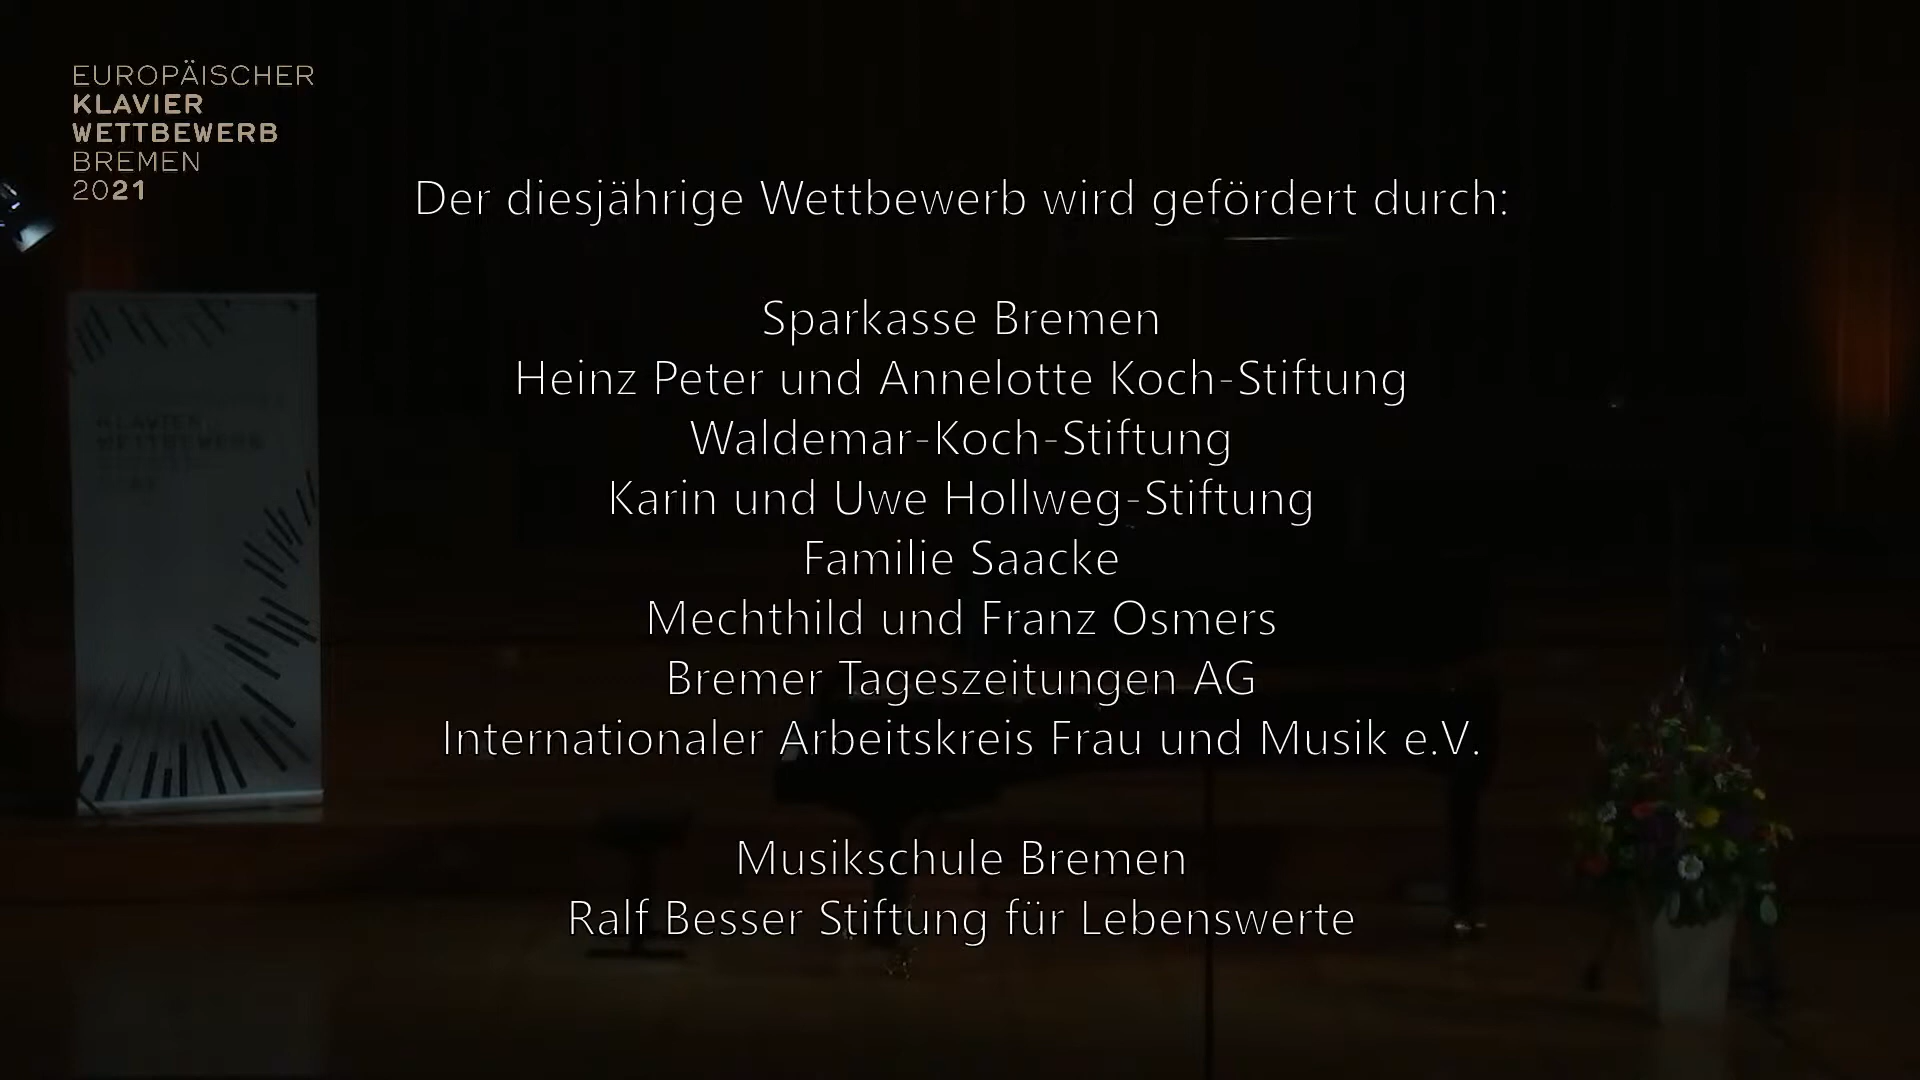 EUROPÄISCHER
KLAVIER
WETTBEWERB
BREMEN
2021
Der diesjährige Wettbewerb wird gefördert durch:
Sparkasse Bremen
Heinz Peter und Annelotte Koch-Stiftung
Waldemar-Koch-Stiftung
Karin und Uwe Hollweg-Stiftung
Familie Saacke
Mechthild und Franz Osmers
Bremer Tageszeitungen AG
Internationaler Arbeitskreis Frau und Musik e.V.
Musikschule Bremen
Ralf Besser Stiftung für Lebenswerte
KLAVIER
WETTBEWERB